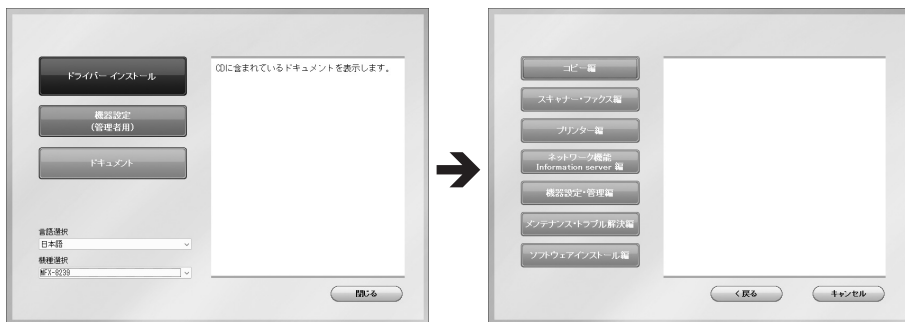 ドライバー インストール
CDに含まれているドキュメントを表示します。
機器設定
(管理者用)
ドキュメント
言語選択
日本語
機種選択
MFX-8239
閉じる
コピー編
スキャナー・ファクス編
プリンター編
ネットワーク機能
Information server 編
機器設定・管理編
メンテナンス・トラブル解決編
ソフトウェアインストール編
< 戻る
キャンセル